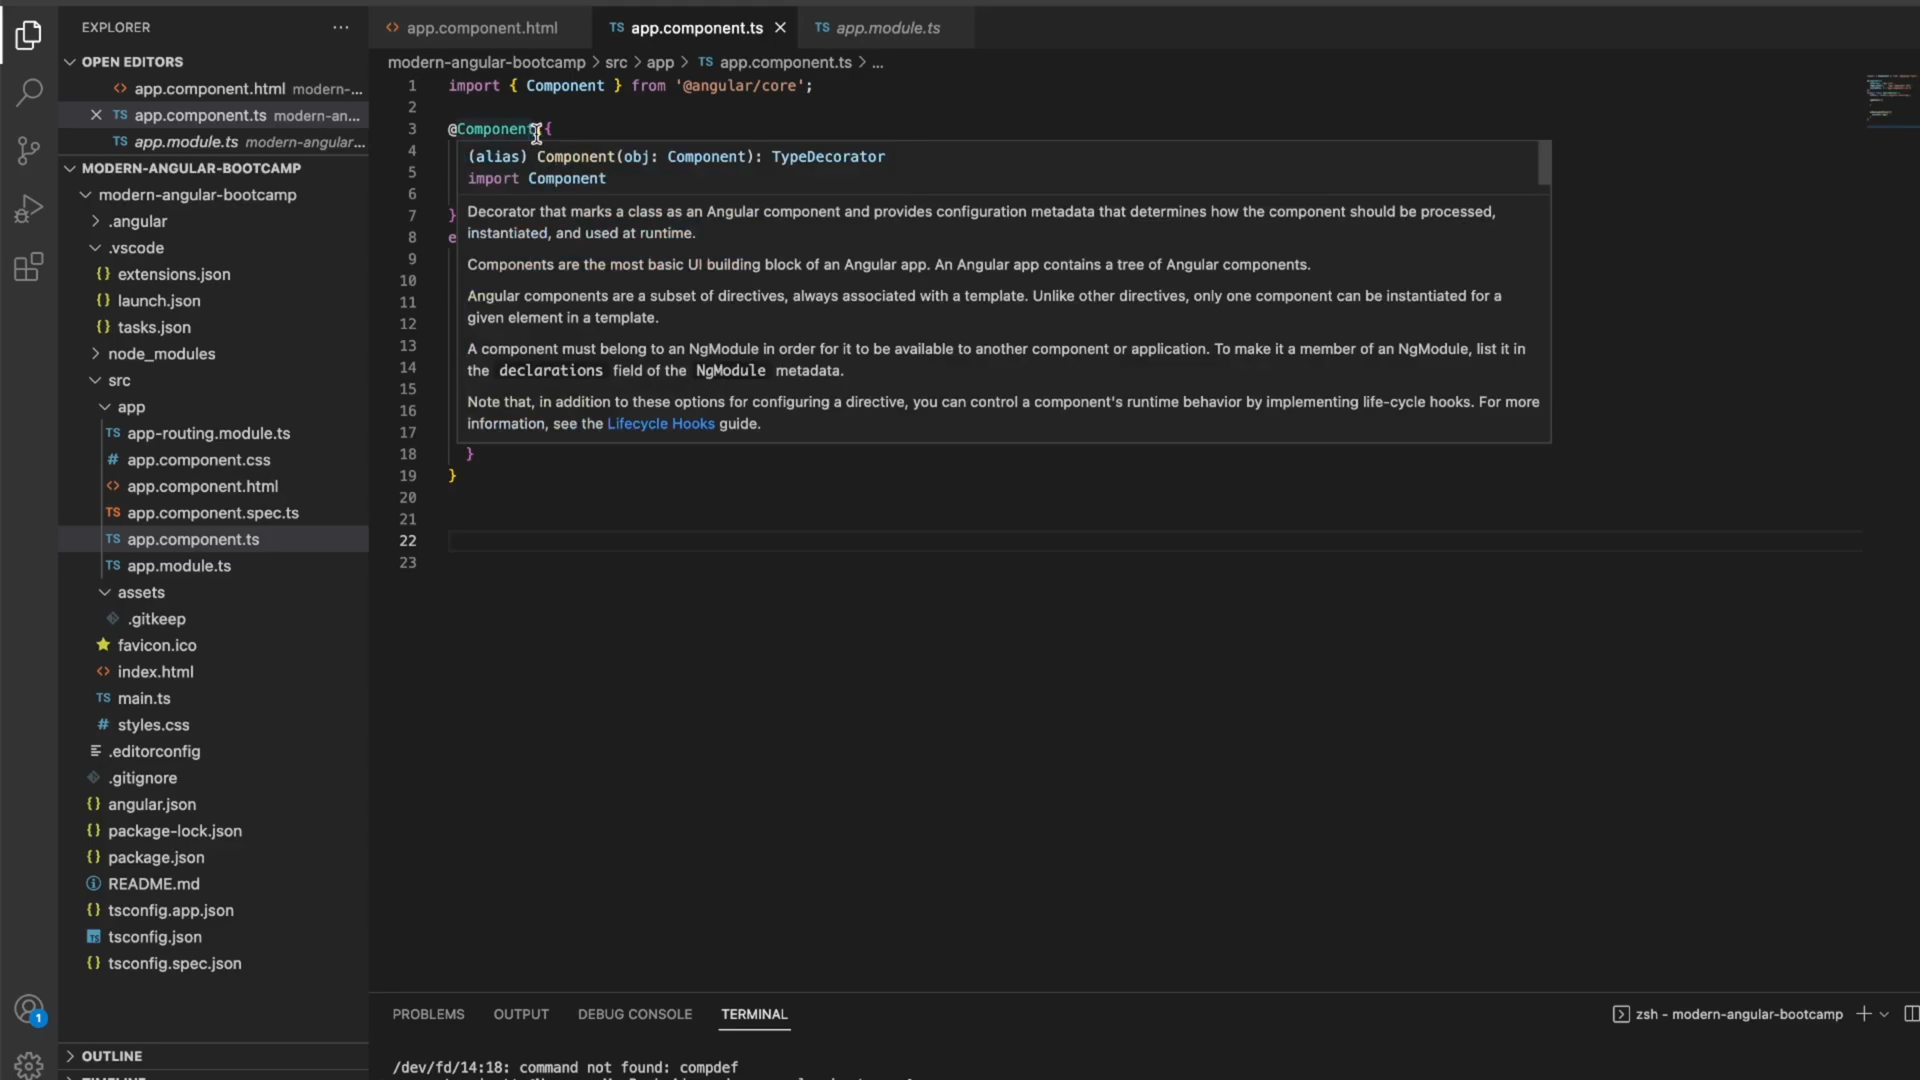 EXPLORER
OPEN EDITORS
app.component.html modern-...
TS app.component.ts modern-an...
TS app.module.ts modern-angular...
MODERN-ANGULAR-BOOTCAMP
modern-angular-bootcamp
.angular
.vscode
{} extensions.json
{} launch.json
{} tasks.json
node_modules
src
app
TS app-routing.module.ts
# app.component.css
<> app.component.html
TS app.component.spec.ts
TS app.component.ts
TS app.module.ts
assets
.gitkeep
favicon.ico
<> index.html
TS main.ts
# styles.css
.editorconfig
.gitignore
{} angular.json
{} package-lock.json
{} package.json
README.md
{} tsconfig.app.json
TS tsconfig.json
{} tsconfig.spec.json
OUTLINE
1
<> app.component.html
TS app.component.ts
TS app.module.ts
modern-angular-bootcamp > src > app > TS app.component.ts > ...
1 import { Component } from '@angular/core';
2
3 @Component({
4
5
6
7 }
8 e
9
10
11
12
13
14
15
16
17
18 }
19 }
20
21
22
23
(alias) Component(obj: Component): TypeDecorator
import Component
Decorator that marks a class as an Angular component and provides configuration metadata that determines how the component should be processed,
instantiated, and used at runtime.
Components are the most basic UI building block of an Angular app. An Angular app contains a tree of Angular components.
Angular components are a subset of directives, always associated with a template. Unlike other directives, only one component can be instantiated for a
given element in a template.
A component must belong to an NgModule in order for it to be available to another component or application. To make it a member of an NgModule, list it in
the declarations field of the NgModule metadata.
Note that, in addition to these options for configuring a directive, you can control a component's runtime behavior by implementing life-cycle hooks. For more
information, see the Lifecycle Hooks guide.
PROBLEMS OUTPUT DEBUG CONSOLE TERMINAL
zsh - modern-angular-bootcamp
/dev/fd/14:18: command not found: compdef